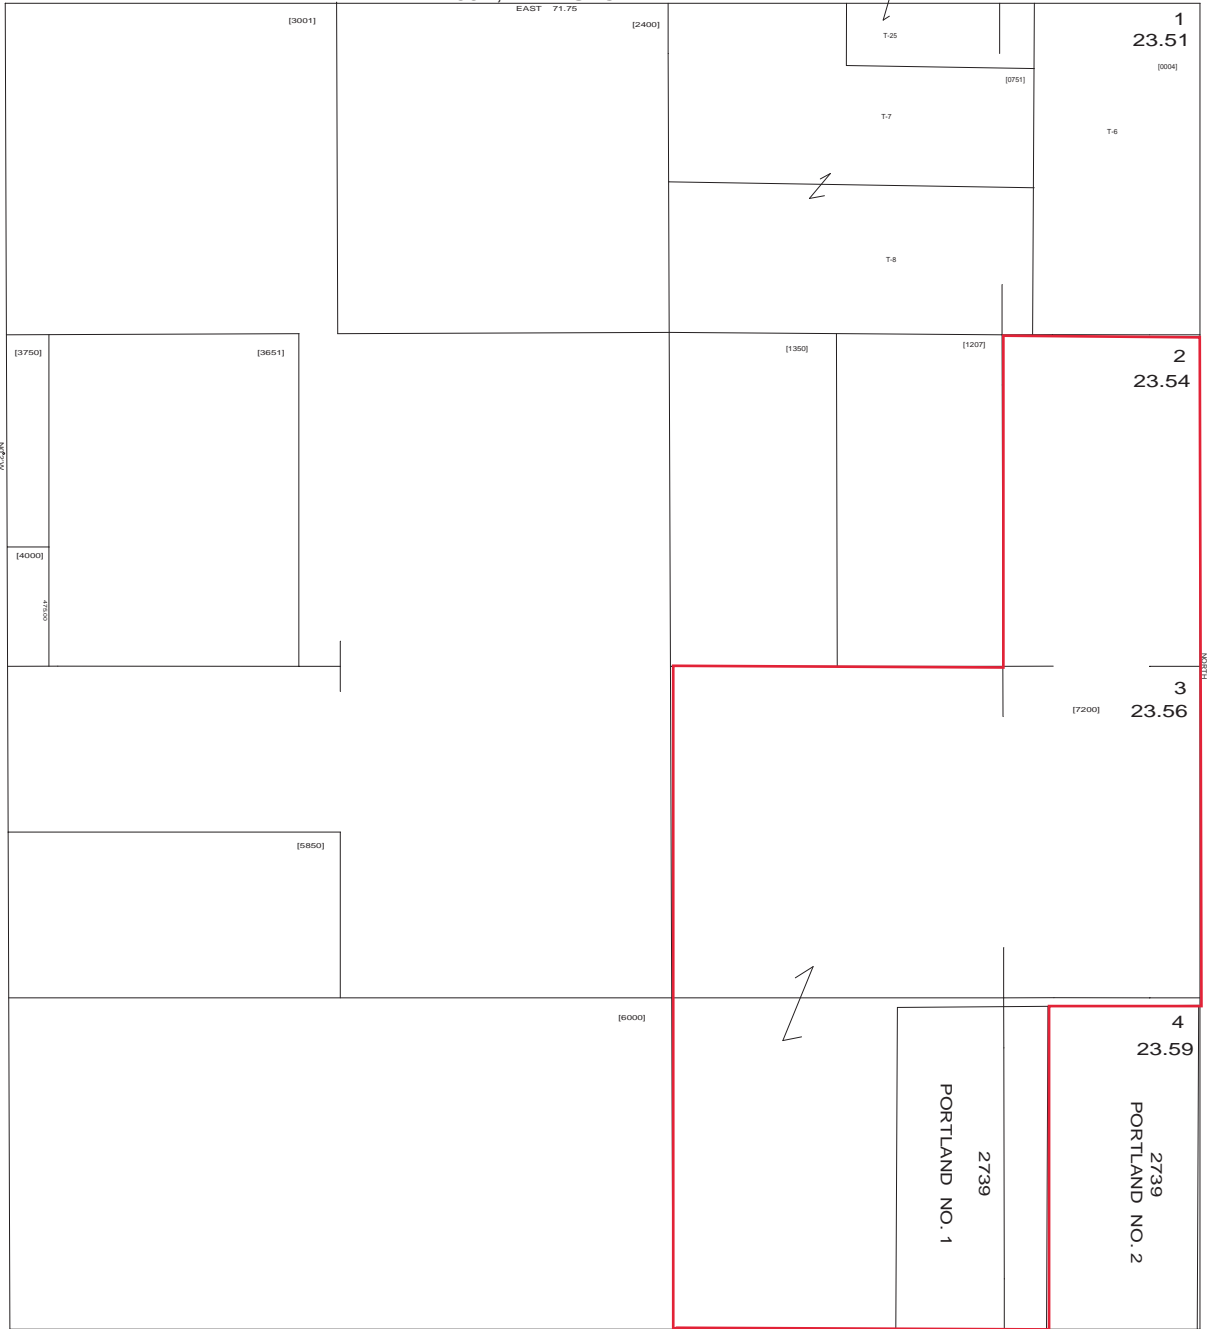 EAST 71.75
[3001]
[2400]
T-25
1
23.51
[0004]
[0751]
T-7
T-6
T-8
[3750]
[3651]
[1350]
[1207]
2
23.54
[4000]
475.00
NORTH
3
[7200] 23.56
[5850]
[6000]
4
23.59
2739
PORTLAND NO. 1
2739
PORTLAND NO. 2